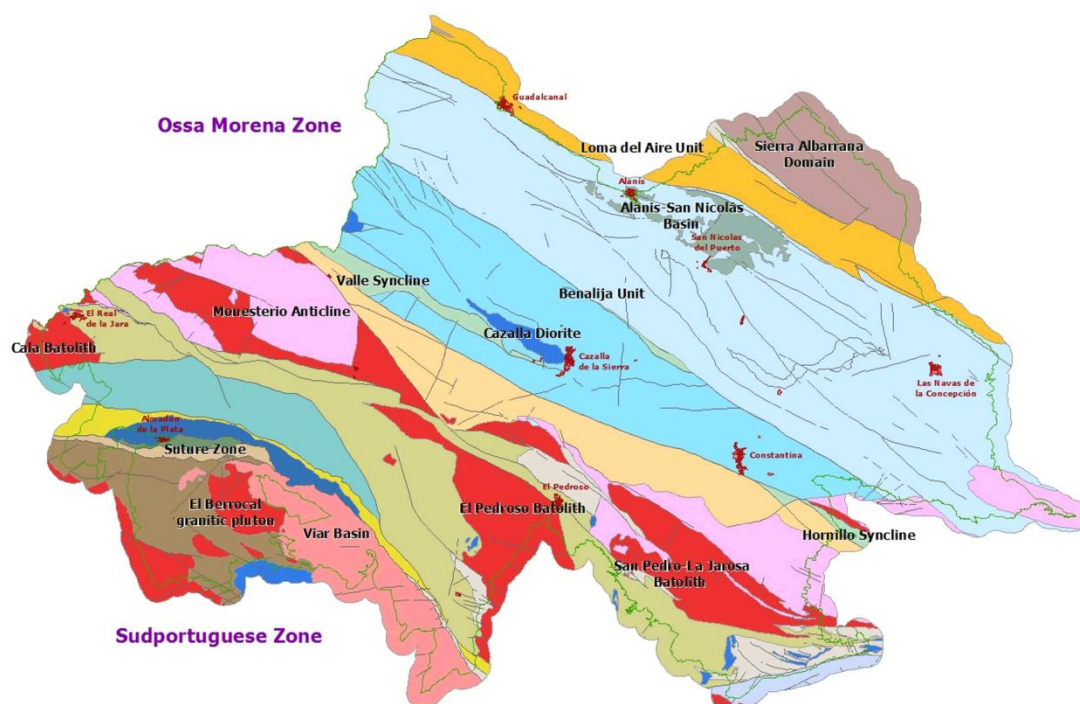 Guadalcanal
Ossa Morena Zone
Loma del Aire Unit
Sierra Albarrana
Domain
Alanis
Alanis-San Nicolás
Basin
San Nicolas
del Puerto
Valle Syncline
Benalija Unit
Monesterio Anticline
El Real
de la Jara
Cala Batolith
Cazalla Diorite
Cazalla
de la Sierra
Las Navas
de la Concepción
Almadén
de la Plata
Suture Zone
Constantina
El Berrocal
granitic pluton
El Pedroso
El Pedroso Batolith
Viar Basin
Hornillo Syncline
San Pedro-La Jarosa
Batolith
Sudportuguese Zone